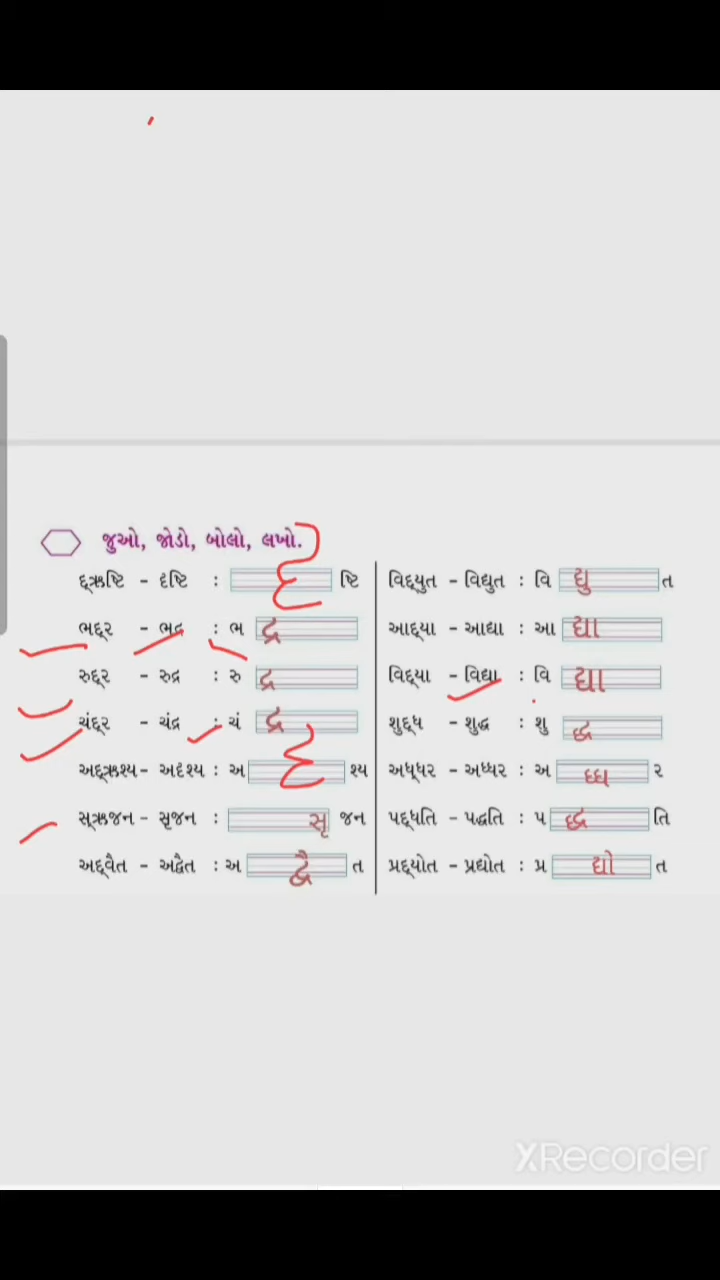 જુઓ, જોડો, બોલો, લખો.
દ્ઋષ્ટિ - દૃષ્ટિ : દૃ ષ્ટિ
ભદ્ર - ભદ્ર : ભ દ્ર
રુદ્ર - રુદ્ર : રુ દ્ર
ચંદ્ર - ચંદ્ર : ચં દ્ર
અદ્ઋશ્ય - અદૃશ્ય : અ દૃ શ્ય
સ્ઋજન - સૃજન : સૃ જન
અદ્વૈત - અદ્વૈત : અ દ્વૈ ત
વિદ્યુત - વિદ્યુત : વિ દ્યુ ત
આદ્યા - આદ્યા : આ દ્યા
વિદ્યા - વિદ્યા : વિ દ્યા
શુદ્ધ - શુદ્ધ : શુ દ્ધ
અધ્ધર - અધ્ધર : અ ધ્ધ ર
પદ્ધતિ - પદ્ધતિ : પ દ્ધ તિ
પ્રદ્યોત - પ્રદ્યોત : પ્ર દ્યો ત
XRecorder